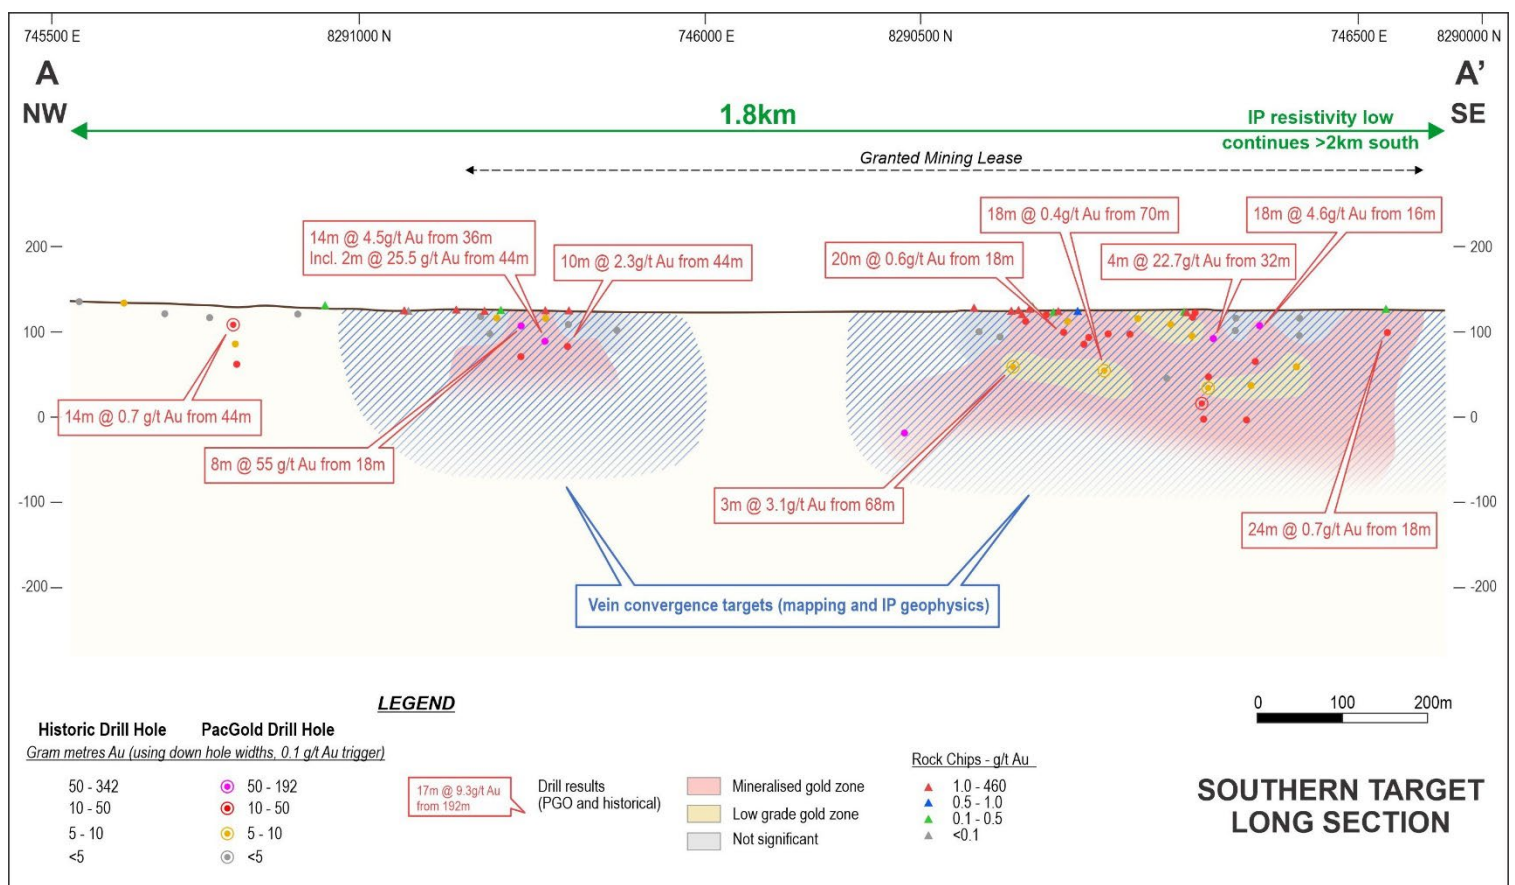 745500 E
8291000 N
746000 E
8290500 N
746500 E
8290000 N
A
A'
NW
SE
1.8km
IP resistivity low
continues >2km south
Granted Mining Lease
14m @ 4.5g/t Au from 36m
Incl. 2m @ 25.5 g/t Au from 44m
10m @ 2.3g/t Au from 44m
18m @ 0.4g/t Au from 70m
18m @ 4.6g/t Au from 16m
20m @ 0.6g/t Au from 18m
4m @ 22.7g/t Au from 32m
200
200
100
100
0
0
-100
-100
-200
-200
14m @ 0.7 g/t Au from 44m
8m @ 55 g/t Au from 18m
3m @ 3.1g/t Au from 68m
24m @ 0.7g/t Au from 18m
Vein convergence targets (mapping and IP geophysics)
LEGEND
Historic Drill Hole
PacGold Drill Hole
Gram metres Au (using down hole widths, 0.1 g/t Au trigger)
50 - 342
50 - 192
10 - 50
10 - 50
5 - 10
5 - 10
<5
<5
17m @ 9.3g/t Au
from 192m
Drill results
(PGO and historical)
Mineralised gold zone
Low grade gold zone
Not significant
Rock Chips - g/t Au
1.0 - 460
0.5 - 1.0
0.1 - 0.5
<0.1
0
100
200m
SOUTHERN TARGET
LONG SECTION